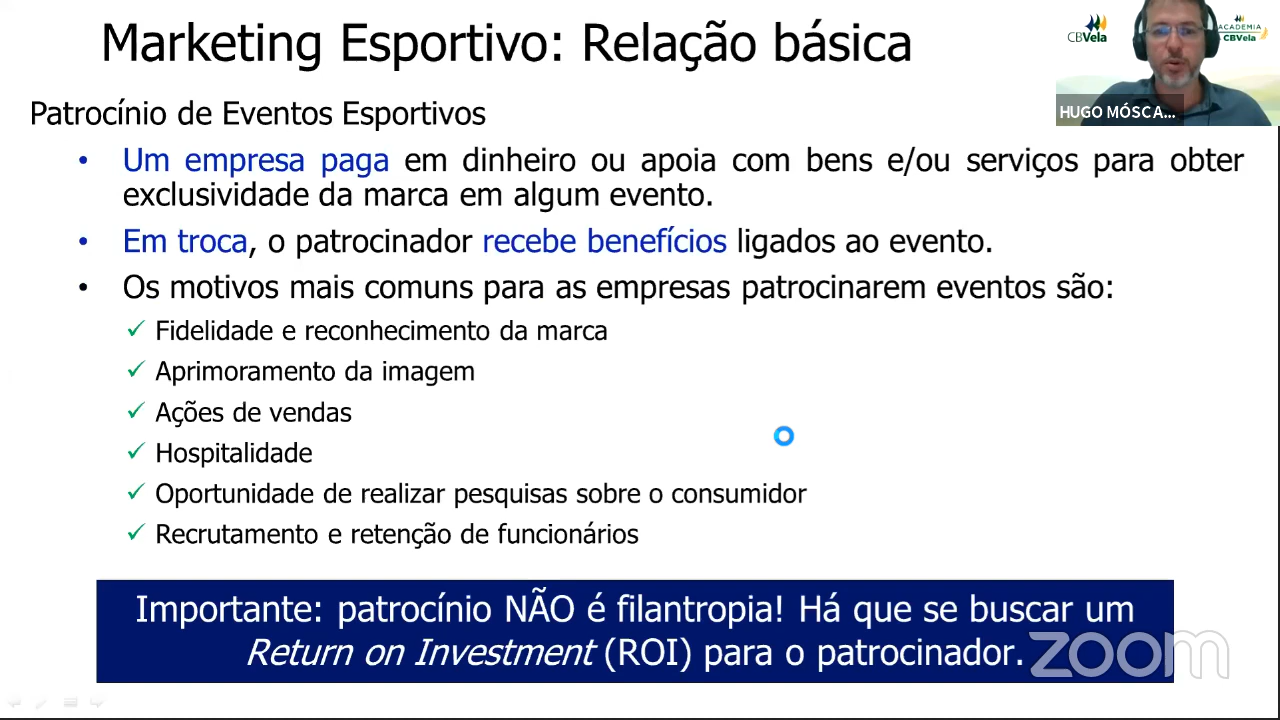 Marketing Esportivo: Relação básica
CBVela
ACADEMIA
CBVela
HUGO MÓSCA...
Patrocínio de Eventos Esportivos
• Um empresa paga em dinheiro ou apoia com bens e/ou serviços para obter
exclusividade da marca em algum evento.
• Em troca, o patrocinador recebe benefícios ligados ao evento.
• Os motivos mais comuns para as empresas patrocinarem eventos são:
✓ Fidelidade e reconhecimento da marca
✓ Aprimoramento da imagem
✓ Ações de vendas
✓ Hospitalidade
✓ Oportunidade de realizar pesquisas sobre o consumidor
✓ Recrutamento e retenção de funcionários
Importante: patrocínio NÃO é filantropia! Há que se buscar um
Return on Investment (ROI) para o patrocinador.
zoom